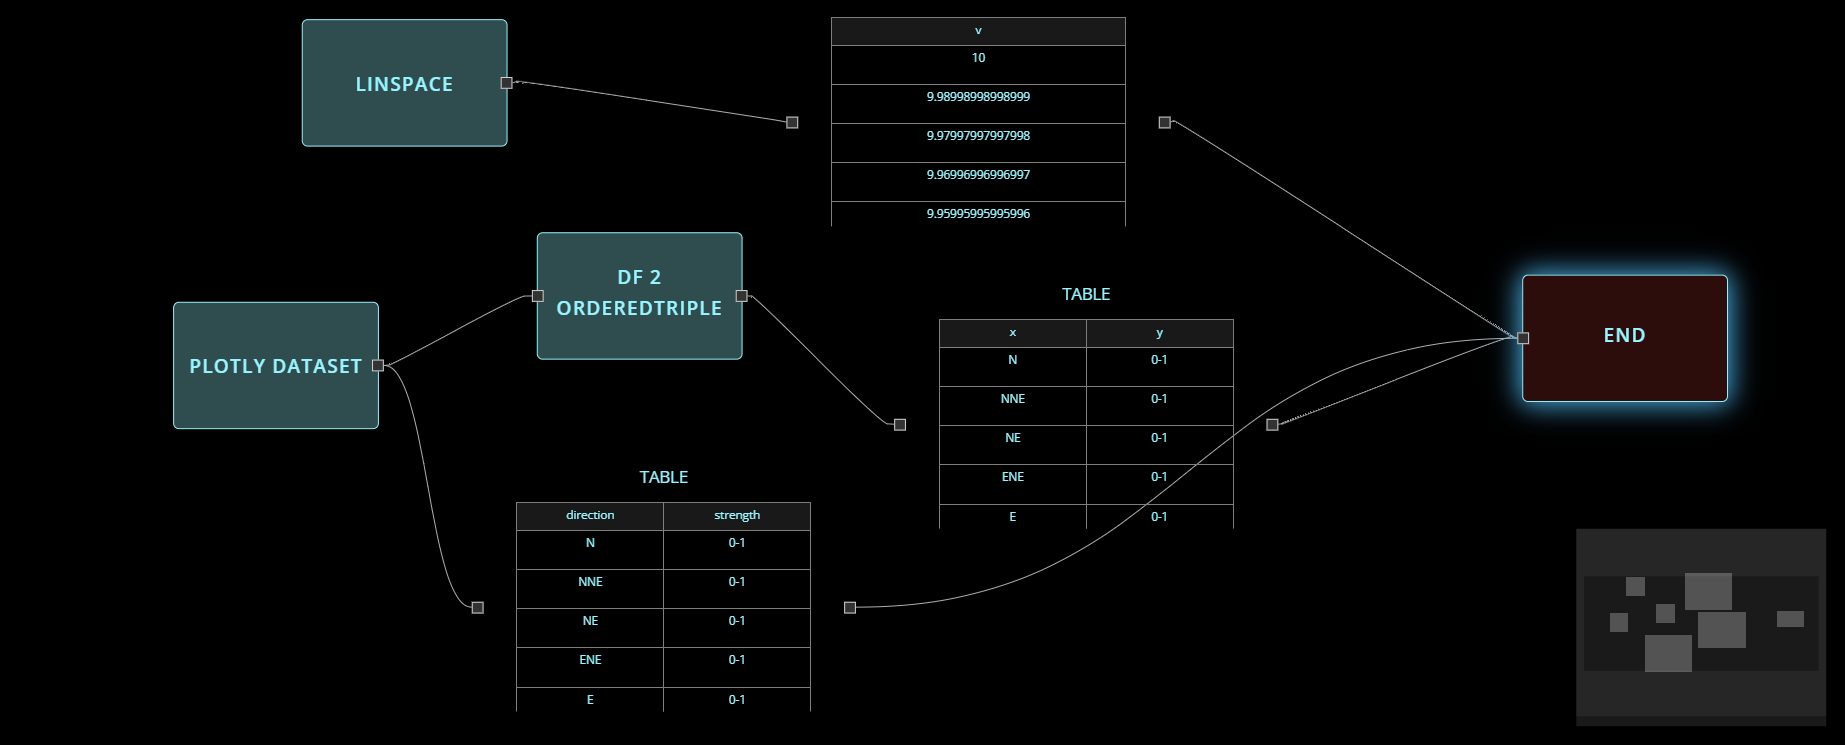 LINSPACE
v
10
9.98998998998999
9.97997997997998
9.96996996996997
9.95995995995996
DF 2
ORDEREDTRIPLE
PLOTLY DATASET
TABLE
x y
N 0-1
NNE 0-1
NE 0-1
ENE 0-1
E 0-1
END
TABLE
direction strength
N 0-1
NNE 0-1
NE 0-1
ENE 0-1
E 0-1